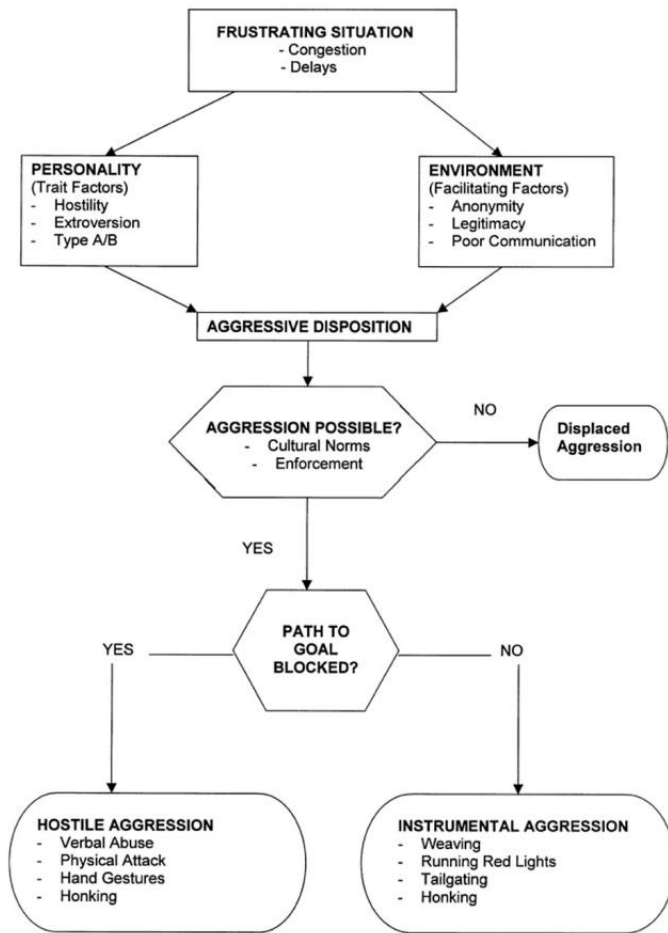 FRUSTRATING SITUATION
- Congestion
- Delays
PERSONALITY
(Trait Factors)
- Hostility
- Extroversion
- Type A/B
ENVIRONMENT
(Facilitating Factors)
- Anonymity
- Legitimacy
- Poor Communication
AGGRESSIVE DISPOSITION
AGGRESSION POSSIBLE?
- Cultural Norms
- Enforcement
NO
Displaced
Aggression
YES
PATH TO
GOAL
BLOCKED?
YES
NO
HOSTILE AGGRESSION
- Verbal Abuse
- Physical Attack
- Hand Gestures
- Honking
INSTRUMENTAL AGGRESSION
- Weaving
- Running Red Lights
- Tailgating
- Honking